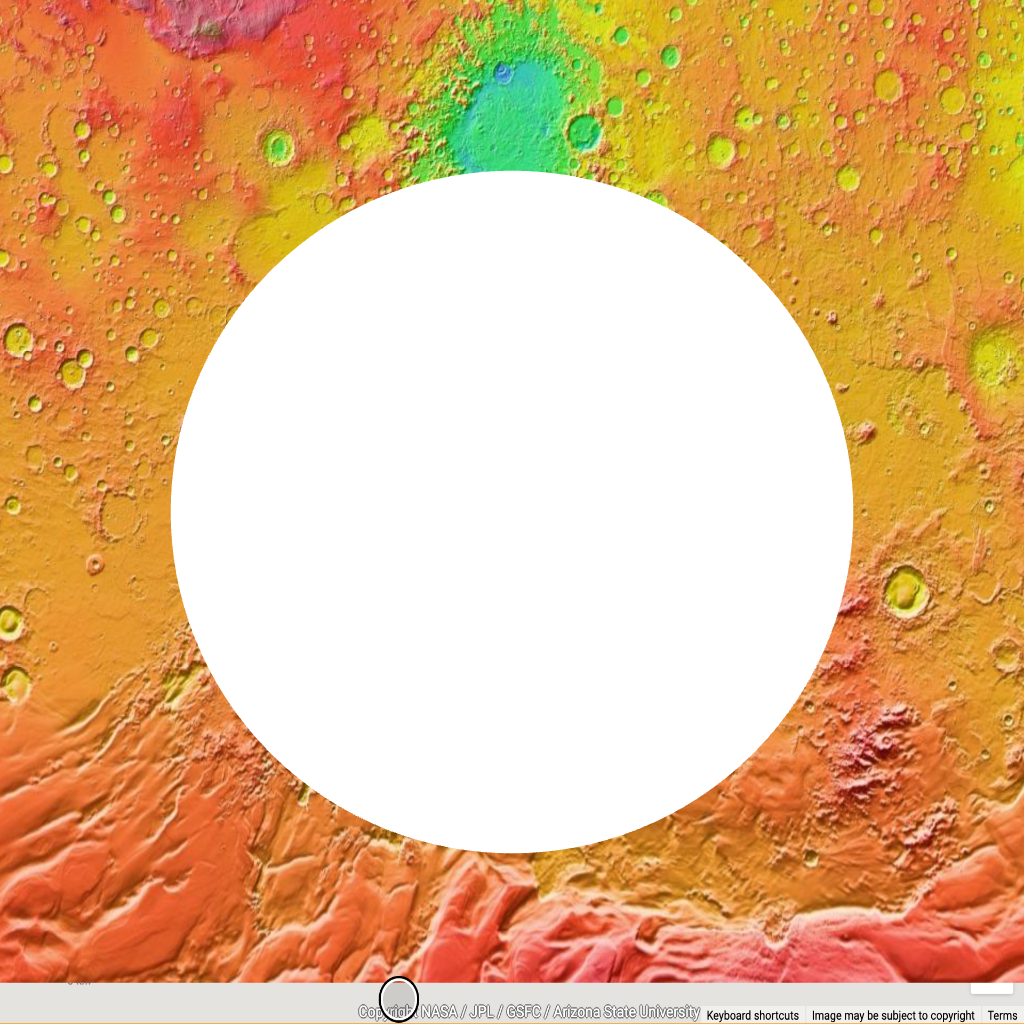 Copyright NASA / JPL / GSFC / Arizona State University
Keyboard shortcuts
Image may be subject to copyright
Terms